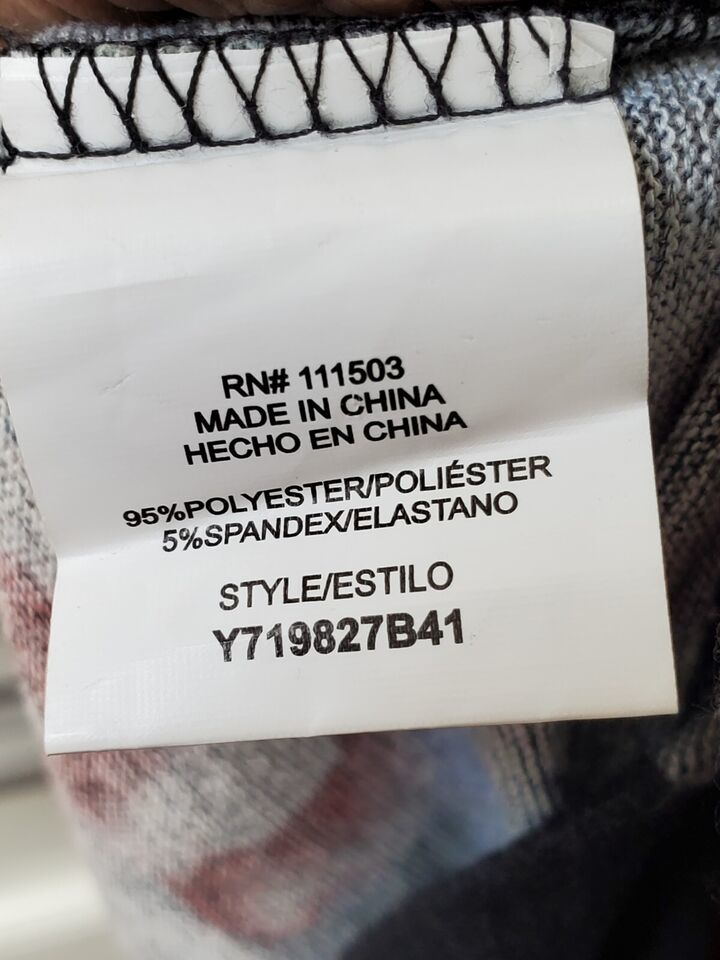 RN# 111503
MADE IN CHINA
HECHO EN CHINA
95%POLYESTER/POLIÉSTER
5%SPANDEX/ELASTANO
STYLE/ESTILO
Y719827B41